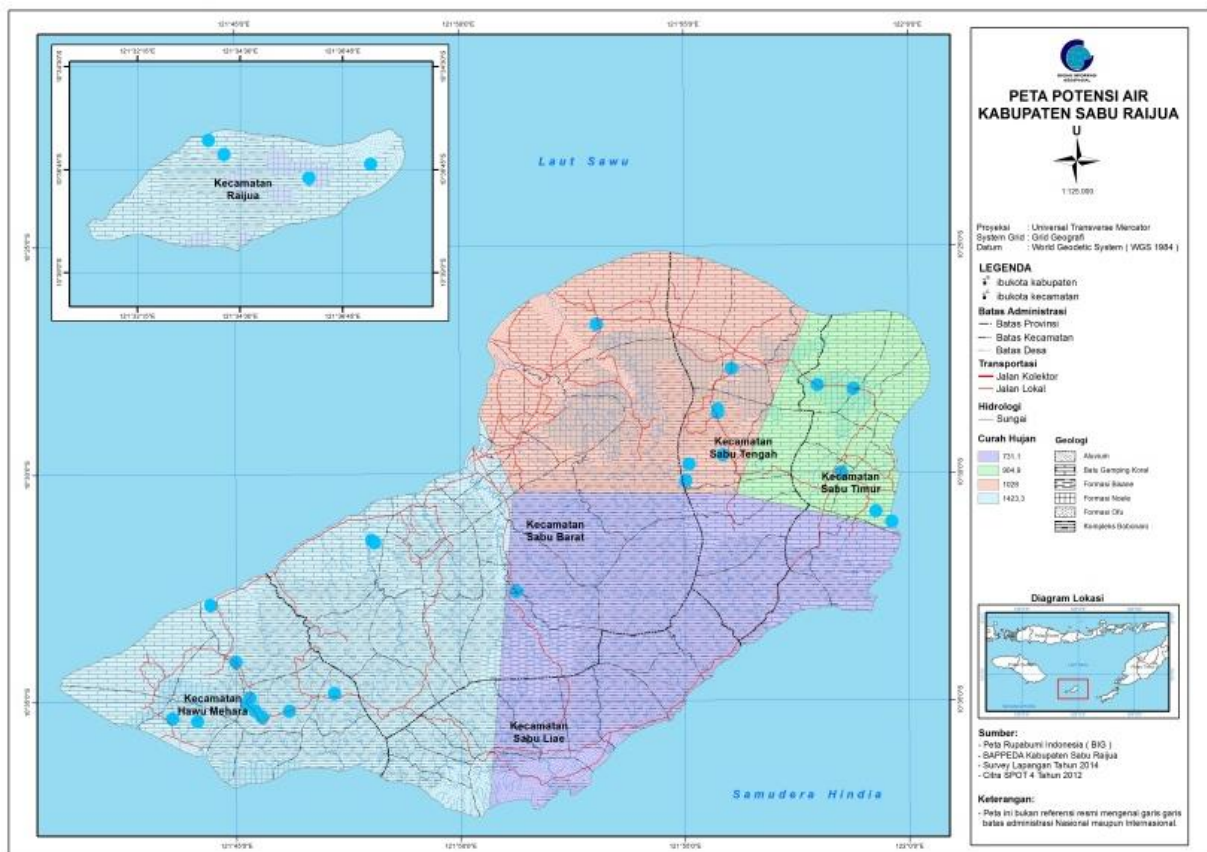 PETA POTENSI AIR
KABUPATEN SABU RAIJUA
U
1:125,000
Proyeksi : Universal Transverse Mercator
System Grid : Grid Geografi
Datum : World Geodetic System ( WGS 1984 )
LEGENDA
ibukota kabupaten
ibukota kecamatan
Batas Administrasi
Batas Provinsi
Batas Kecamatan
Batas Desa
Transportasi
Jalan Kolektor
Jalan Lokal
Hidrologi
Sungai
Curah Hujan
731,1
904,8
1028
1423,3
Geologi
Aluvium
Batu Gamping Koral
Formasi Bisane
Formasi Noele
Formasi Ofu
Kompleks Bobonaro
Diagram Lokasi
Sumber:
- Peta Rupabumi Indonesia ( BIG )
- BAPPEDA Kabupaten Sabu Raijua
- Survey Lapangan Tahun 2014
- Citra SPOT 4 Tahun 2012
Keterangan:
- Peta ini bukan referensi resmi mengenai garis garis
batas administrasi Nasional maupun Internasional.
Laut Sawu
Kecamatan
Raijua
Kecamatan
Sabu Tengah
Kecamatan
Sabu Timur
Kecamatan
Sabu Barat
Kecamatan
Hawu Mehara
Kecamatan
Sabu Liae
Samudera Hindia